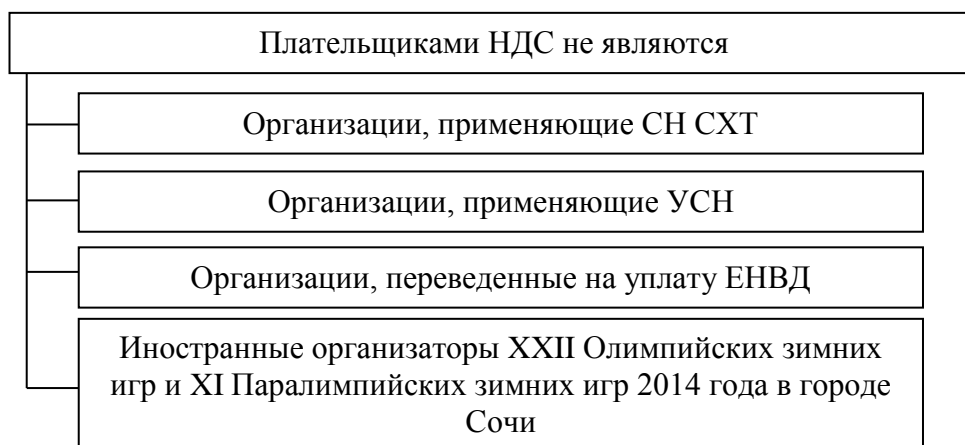 Плательщиками НДС не являются
Организации, применяющие СН СХТ
Организации, применяющие УСН
Организации, переведенные на уплату ЕНВД
Иностранные организаторы XXII Олимпийских зимних
игр и XI Паралимпийских зимних игр 2014 года в городе
Сочи